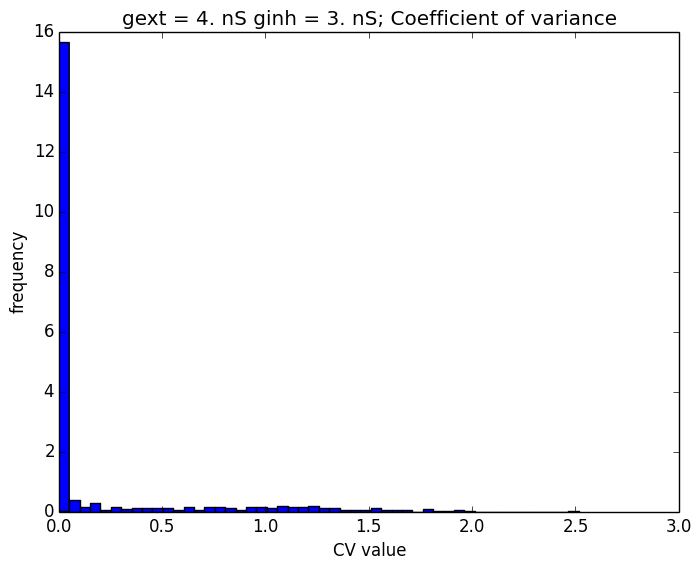 gext = 4. nS ginh = 3. nS; Coefficient of variance
16
14
12
10
8
6
4
2
0
frequency
0.0 0.5 1.0 1.5 2.0 2.5 3.0
CV value